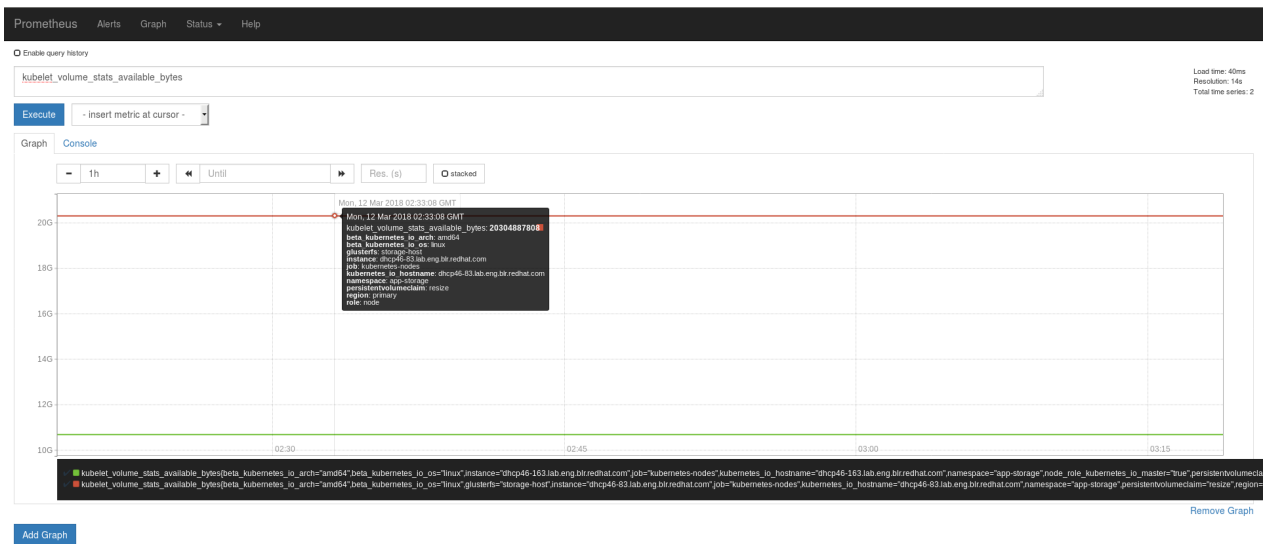 Prometheus Alerts Graph Status Help
Enable query history
kubelet_volume_stats_available_bytes
Load time: 40ms
Resolution: 14s
Total time series: 2
Execute - insert metric at cursor -
Graph Console
- 1h + Until Res. (s) stacked
Mon, 12 Mar 2018 02:33:08 GMT
Mon, 12 Mar 2018 02:33:08 GMT
kubelet_volume_stats_available_bytes: 20304887808
beta_kubernetes_io_arch: amd64
beta_kubernetes_io_os: linux
glusterfs: storage-host
instance: dhcp46-83.lab.eng.blr.redhat.com
job: kubernetes-nodes
kubernetes_io_hostname: dhcp46-83.lab.eng.blr.redhat.com
namespace: app-storage
persistentvolumeclaim: resize
region: primary
role: node
20G
18G
16G
14G
12G
10G
02:30 02:45 03:00 03:15
kubelet_volume_stats_available_bytes{beta_kubernetes_io_arch="amd64",beta_kubernetes_io_os="linux",instance="dhcp46-163.lab.eng.blr.redhat.com",job="kubernetes-nodes",kubernetes_io_hostname="dhcp46-163.lab.eng.blr.redhat.com",namespace="app-storage",node_role_kubernetes_io_master="true",persistentvolumecla
kubelet_volume_stats_available_bytes{beta_kubernetes_io_arch="amd64",beta_kubernetes_io_os="linux",glusterfs="storage-host",instance="dhcp46-83.lab.eng.blr.redhat.com",job="kubernetes-nodes",kubernetes_io_hostname="dhcp46-83.lab.eng.blr.redhat.com",namespace="app-storage",persistentvolumeclaim="resize",region=
Remove Graph
Add Graph